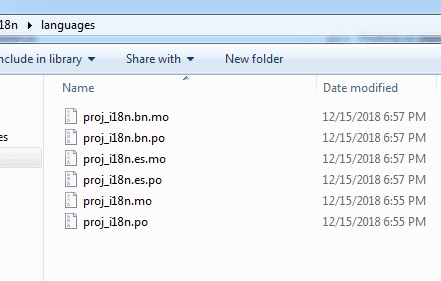 i18n ▸ languages
nclude in library Share with New folder
Name Date modified
proj_i18n.bn.mo 12/15/2018 6:57 PM
proj_i18n.bn.po 12/15/2018 6:57 PM
proj_i18n.es.mo 12/15/2018 6:57 PM
es proj_i18n.es.po 12/15/2018 6:57 PM
proj_i18n.mo 12/15/2018 6:55 PM
proj_i18n.po 12/15/2018 6:55 PM